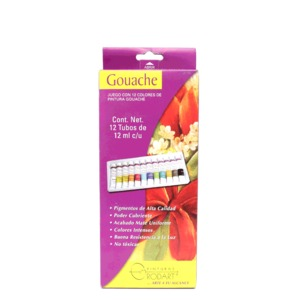 Gouache
JUEGO CON 12 COLORES DE
PINTURA GOUACHE
Cont. Net.
12 Tubos de
12 ml c/u
• Pigmentos de Alta Calidad
• Poder Cubriente
• Acabado Mate Uniforme
• Colores Intensos
• Buena Resistencia a la Luz
• No tóxicos
RODART